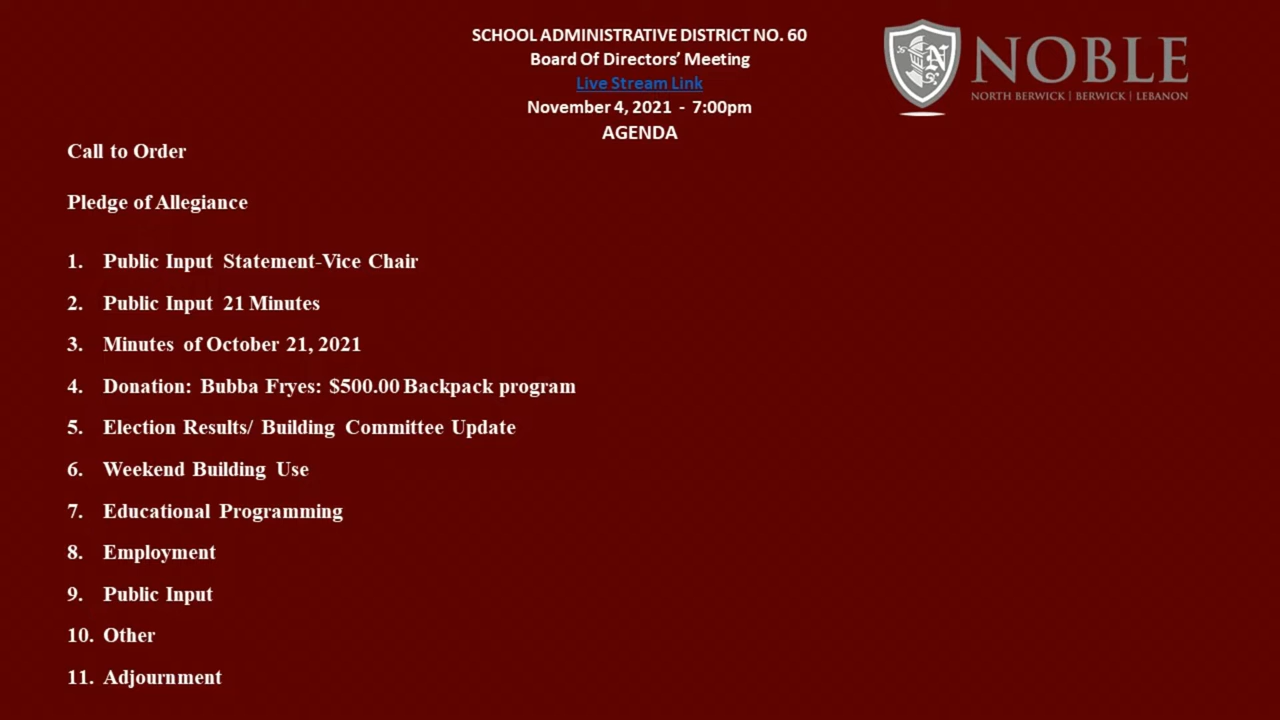 SCHOOL ADMINISTRATIVE DISTRICT NO. 60
Board Of Directors’ Meeting
Live Stream Link
November 4, 2021 - 7:00pm
AGENDA
NOBLE
NORTH BERWICK | BERWICK | LEBANON
Call to Order
Pledge of Allegiance
1. Public Input Statement-Vice Chair
2. Public Input 21 Minutes
3. Minutes of October 21, 2021
4. Donation: Bubba Fryes: $500.00 Backpack program
5. Election Results/ Building Committee Update
6. Weekend Building Use
7. Educational Programming
8. Employment
9. Public Input
10. Other
11. Adjournment